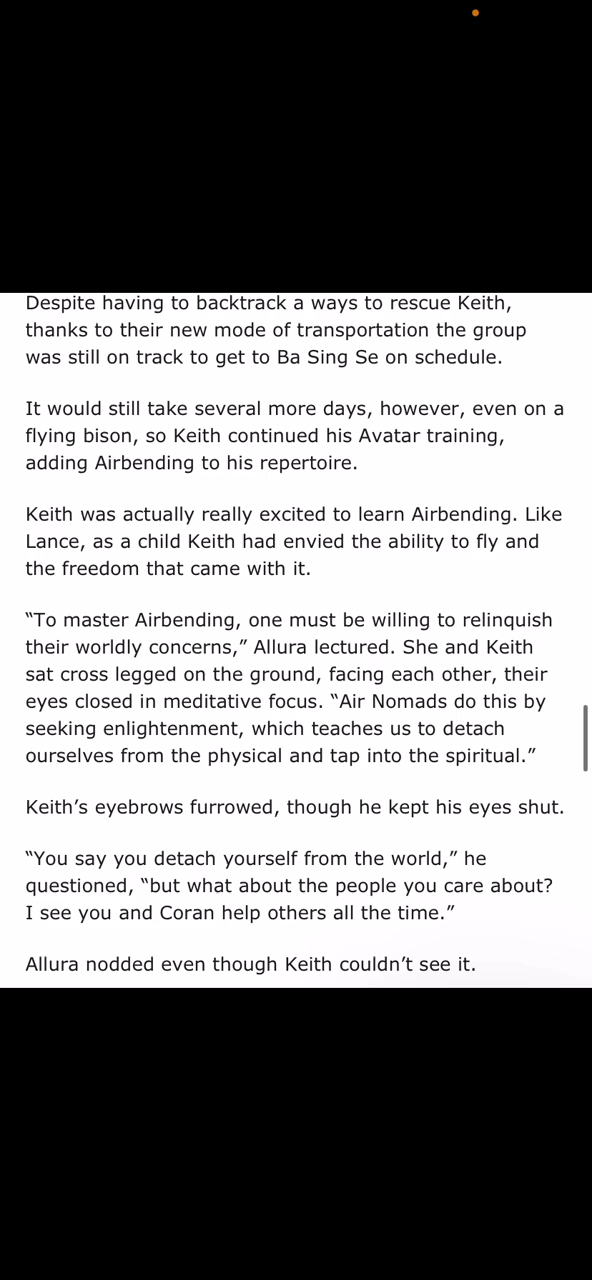 Despite having to backtrack a ways to rescue Keith,
thanks to their new mode of transportation the group
was still on track to get to Ba Sing Se on schedule.
It would still take several more days, however, even on a
flying bison, so Keith continued his Avatar training,
adding Airbending to his repertoire.
Keith was actually really excited to learn Airbending. Like
Lance, as a child Keith had envied the ability to fly and
the freedom that came with it.
“To master Airbending, one must be willing to relinquish
their worldly concerns,” Allura lectured. She and Keith
sat cross legged on the ground, facing each other, their
eyes closed in meditative focus. “Air Nomads do this by
seeking enlightenment, which teaches us to detach
ourselves from the physical and tap into the spiritual.”
Keith’s eyebrows furrowed, though he kept his eyes shut.
“You say you detach yourself from the world,” he
questioned, “but what about the people you care about?
I see you and Coran help others all the time.”
Allura nodded even though Keith couldn’t see it.